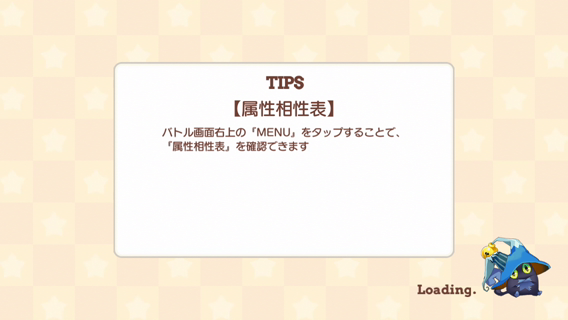 TIPS
【属性相性表】
バトル画面右上の『MENU』をタップすることで、
『属性相性表』を確認できます
Loading.